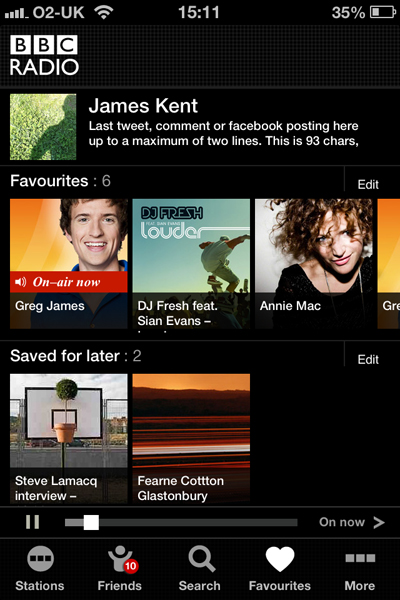 O2-UK 15:11 35%
BBC
RADIO
James Kent
Last tweet, comment or facebook posting here
up to a maximum of two lines. This is 93 chars,
Favourites : 6 Edit
DJ FRESH
FEAT. SIAN EVANS
louder
On–air now
Greg James
DJ Fresh feat.
Sian Evans –
Annie Mac
Gre
Saved for later : 2 Edit
Steve Lamacq
interview –
Fearne Cottton
Glastonbury
On now >
10
Stations Friends Search Favourites More